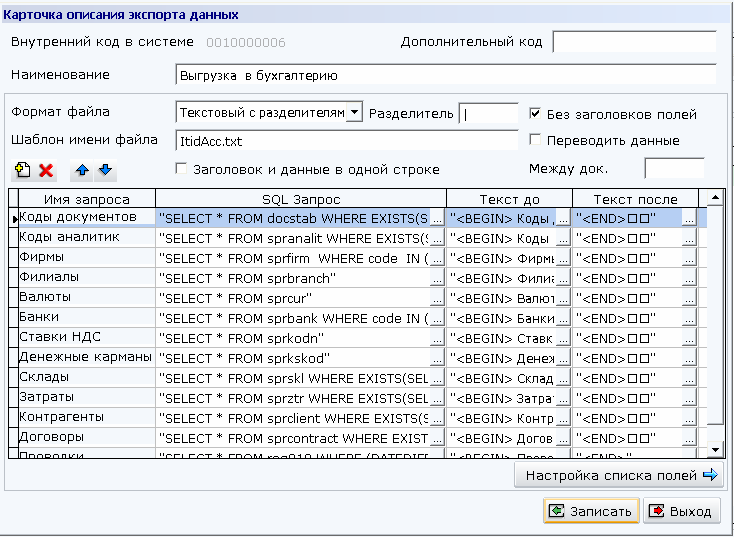 Карточка описания экспорта данных
Внутренний код в системе 0010000006 Дополнительный код
Наименование Выгрузка в бухгалтерию
Формат файла Текстовый с разделителям Разделитель | Без заголовков полей
Шаблон имени файла ItidAcc.txt Переводить данные
Заголовок и данные в одной строке Между док.
Имя запроса SQL Запрос Текст до Текст после
Коды документов "SELECT * FROM docstab WHERE EXISTS(S ... "<BEGIN> Коды ... "<END>□□" ...
Коды аналитик "SELECT * FROM spranalit WHERE EXISTS(S ... "<BEGIN> Коды ... "<END>□□" ...
Фирмы "SELECT * FROM sprfirm WHERE code IN ( ... "<BEGIN> Фирмы ... "<END>□□" ...
Филиалы "SELECT * FROM sprbranch" ... "<BEGIN> Филиа ... "<END>□□" ...
Валюты "SELECT * FROM sprcur" ... "<BEGIN> Валют ... "<END>□□" ...
Банки "SELECT * FROM sprbank WHERE code IN ( ... "<BEGIN> Банки ... "<END>□□" ...
Ставки НДС "SELECT * FROM sprkodn" ... "<BEGIN> Ставк ... "<END>□□" ...
Денежные карманы "SELECT * FROM sprkskod" ... "<BEGIN> Денеж ... "<END>□□" ...
Склады "SELECT * FROM sprskl WHERE EXISTS(SEL ... "<BEGIN> Склад ... "<END>□□" ...
Затраты "SELECT * FROM sprztr WHERE EXISTS(SEL ... "<BEGIN> Затра ... "<END>□□" ...
Контрагенты "SELECT * FROM sprclient WHERE EXISTS(S ... "<BEGIN> Контр ... "<END>□□" ...
Договоры "SELECT * FROM sprcontract WHERE EXIST ... "<BEGIN> Догов ... "<END>□□" ...
Проводки
Настройка списка полей
Записать Выход